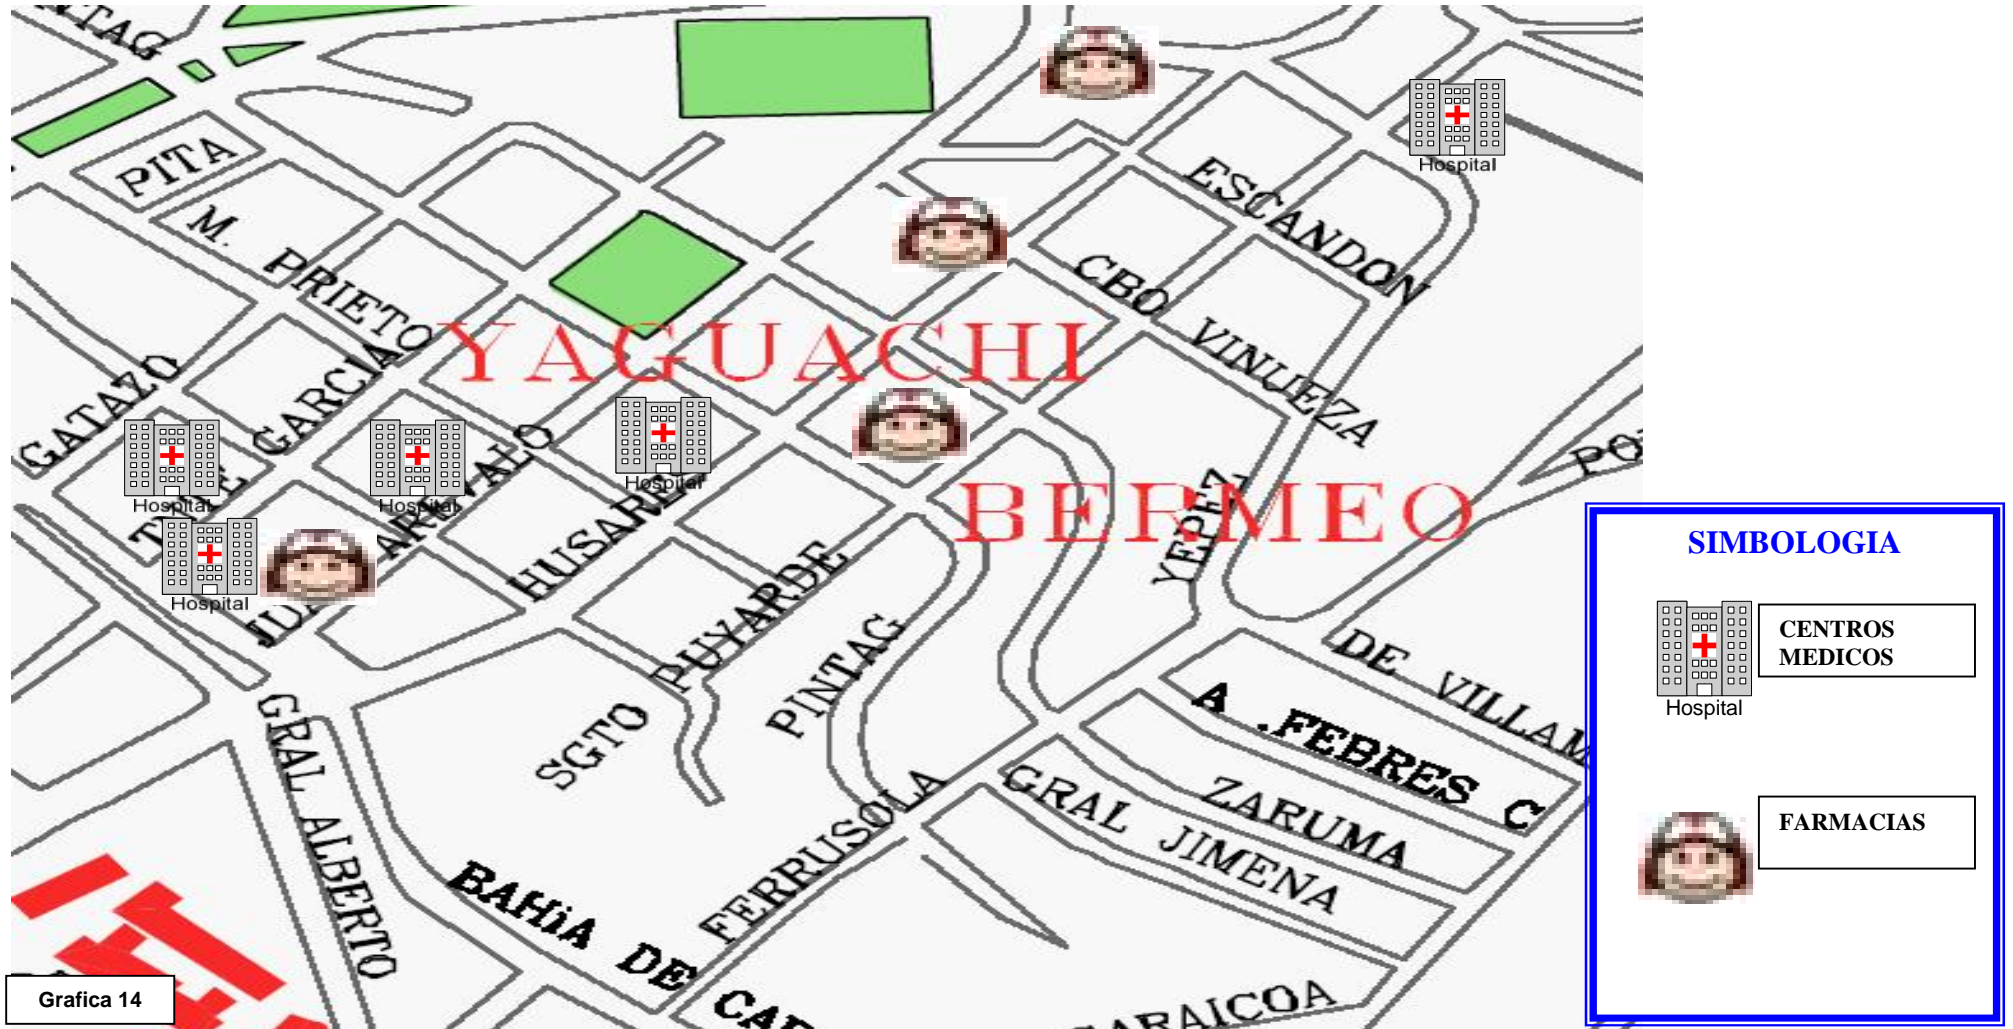 PITA
M. PRIETO
GATAZO
GARCIA
HUSARES
SGTO PUYARDE
PINTAG
ESCANDON
CBO VINUEZA
YAGUACHI
BERMEO
YEPEZ
DE VILLAM
A .FEBRES C
ZARUMA
GRAL JIMENA
GRAL ALBERTO
FERRUSOLA
BAHiA DE CAR
Hospital
Hospital
Hospital
Hospital
Hospital
SIMBOLOGIA
CENTROS
MEDICOS
Hospital
FARMACIAS
Grafica 14